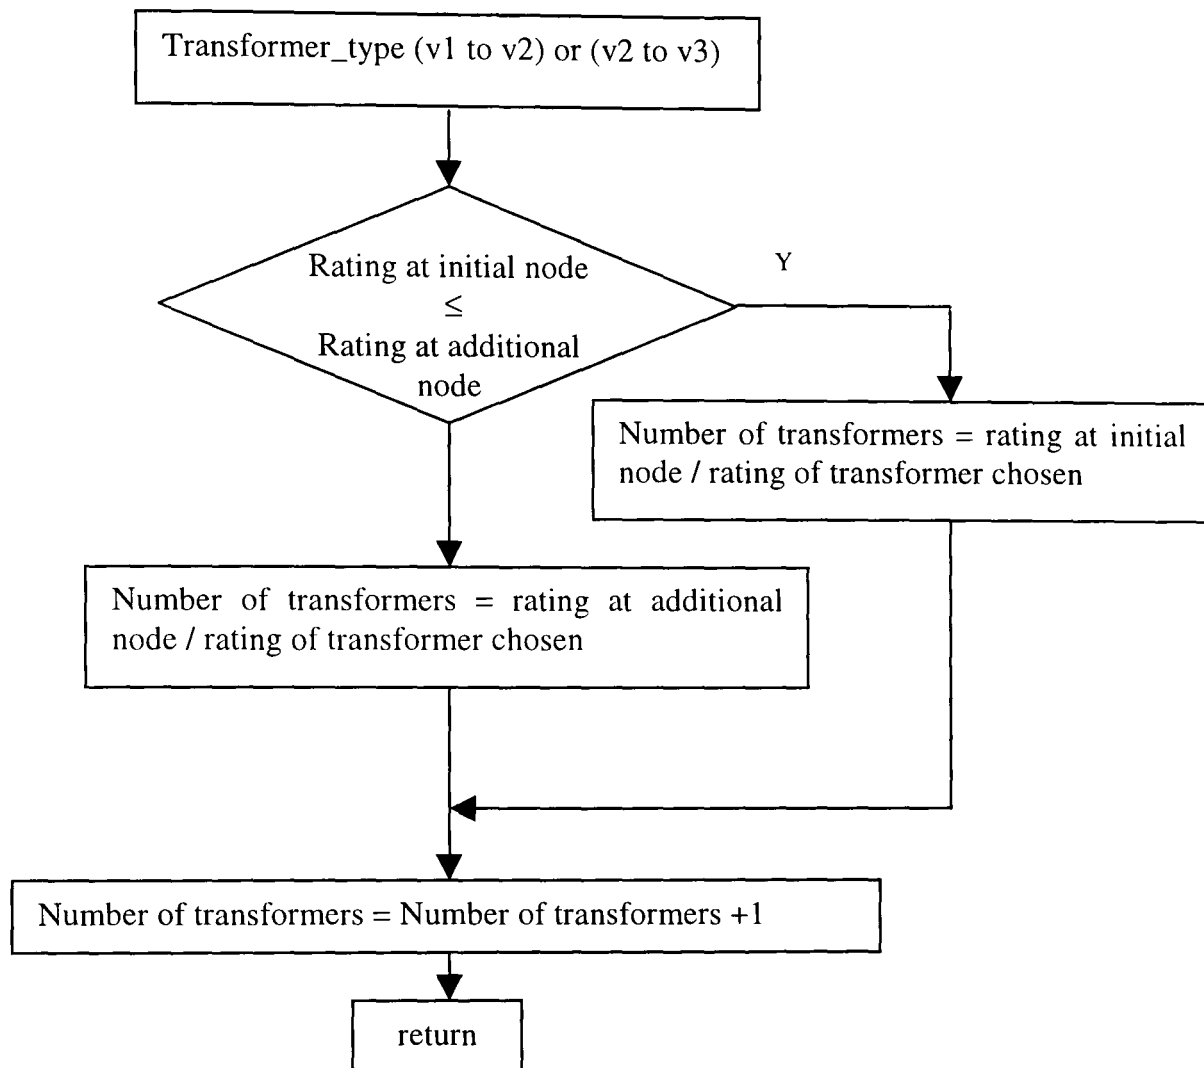 Transformer_type (v1 to v2) or (v2 to v3)
Rating at initial node
≤
Rating at additional
node
Y
Number of transformers = rating at initial
node / rating of transformer chosen
Number of transformers = rating at additional
node / rating of transformer chosen
Number of transformers = Number of transformers +1
return